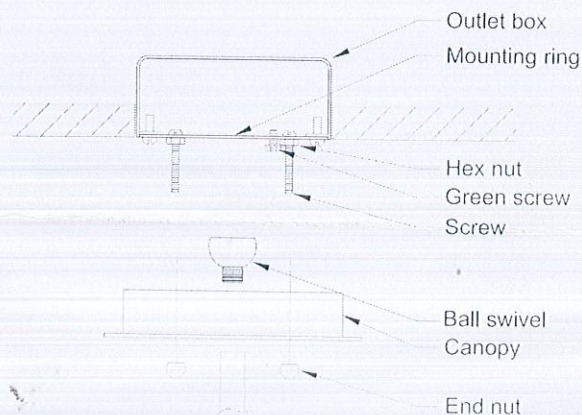 Outlet box
Mounting ring
Hex nut
Green screw
Screw
Ball swivel
Canopy
End nut